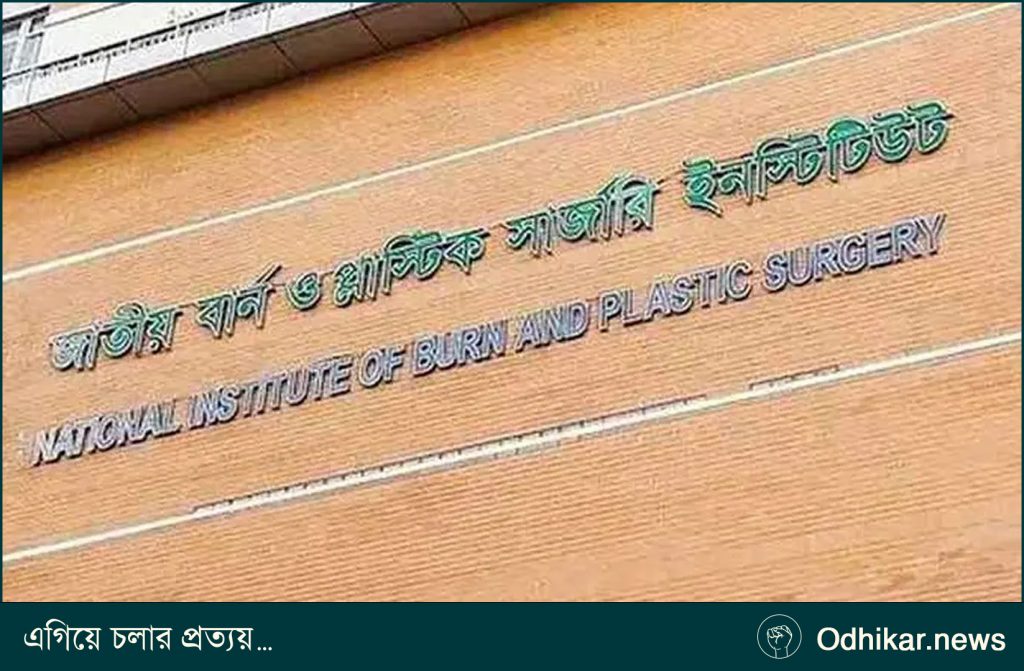 জাতীয় বার্ন ও প্লাস্টিক সার্জারি ইনস্টিটিউট
NATIONAL INSTITUTE OF BURN AND PLASTIC SURGERY
এগিয়ে চলার প্রত্যয়...
Odhikar.news